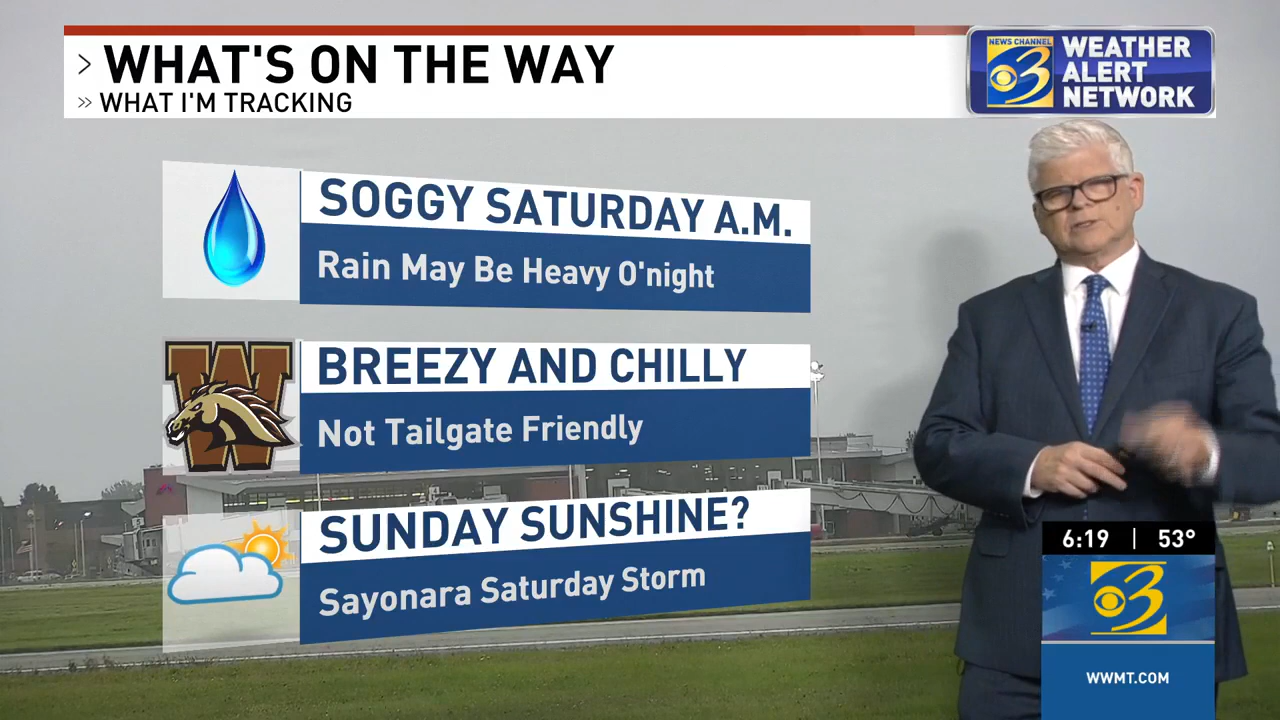 > WHAT'S ON THE WAY
» WHAT I'M TRACKING
NEWS CHANNEL
3
WEATHER
ALERT
NETWORK
SOGGY SATURDAY A.M.
Rain May Be Heavy O'night
W
BREEZY AND CHILLY
Not Tailgate Friendly
SUNDAY SUNSHINE?
Sayonara Saturday Storm
6:19 | 53°
3
WWMT.COM